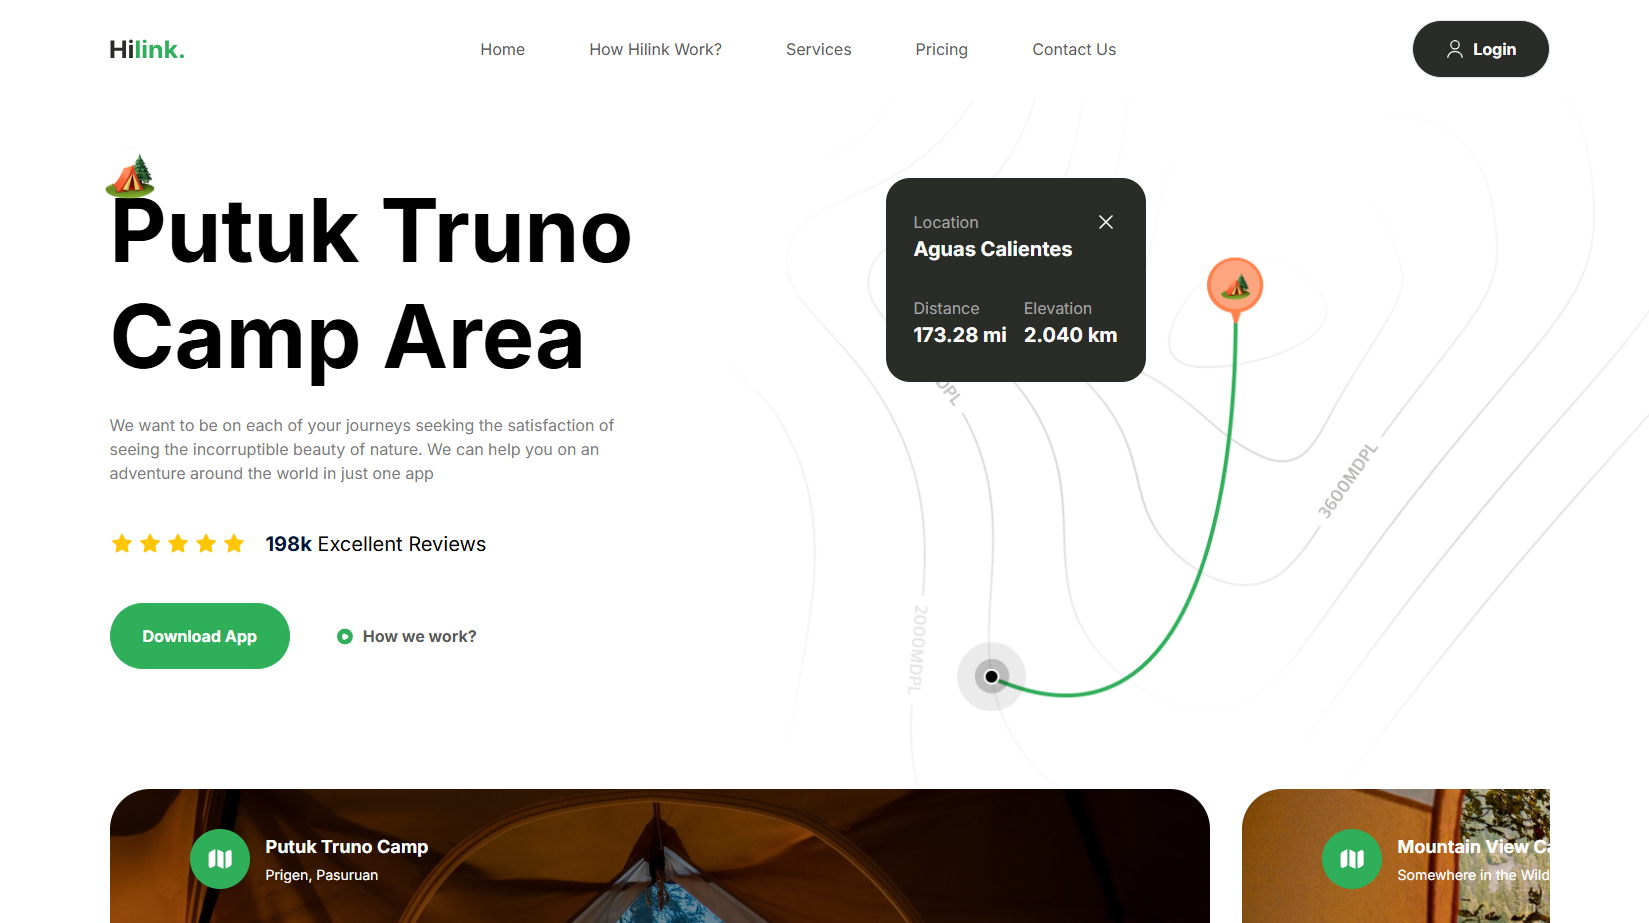 Hilink.
Home
How Hilink Work?
Services
Pricing
Contact Us
Login
Putuk Truno
Camp Area
We want to be on each of your journeys seeking the satisfaction of
seeing the incorruptible beauty of nature. We can help you on an
adventure around the world in just one app
198k Excellent Reviews
Download App
How we work?
Location
Aguas Calientes
Distance
Elevation
173.28 mi
2.040 km
DPL
3600MDPL
2000MDPL
Putuk Truno Camp
Prigen, Pasuruan
Mountain View
Somewhere in the Wild